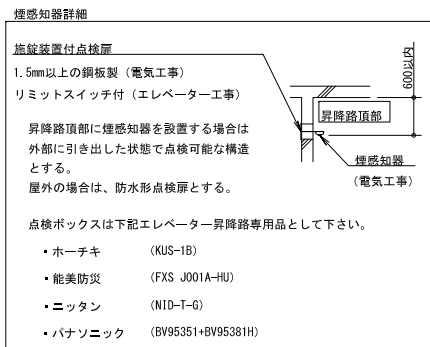 煙感知器詳細
施錠装置付点検扉
1.5mm以上の鋼板製（電気工事）
リミットスイッチ付（エレベーター工事）
600以内
昇降路頂部
煙感知器
（電気工事）
昇降路頂部に煙感知器を設置する場合は
外部に引き出した状態で点検可能な構造
とする。
屋外の場合は、防水形点検扉とする。
点検ボックスは下記エレベーター昇降路専用品として下さい。
・ホーチキ （KUS-1B）
・能美防災 （FXS J001A-HU）
・ニッタン （NID-T-G）
・パナソニック （BV95351+BV95381H）